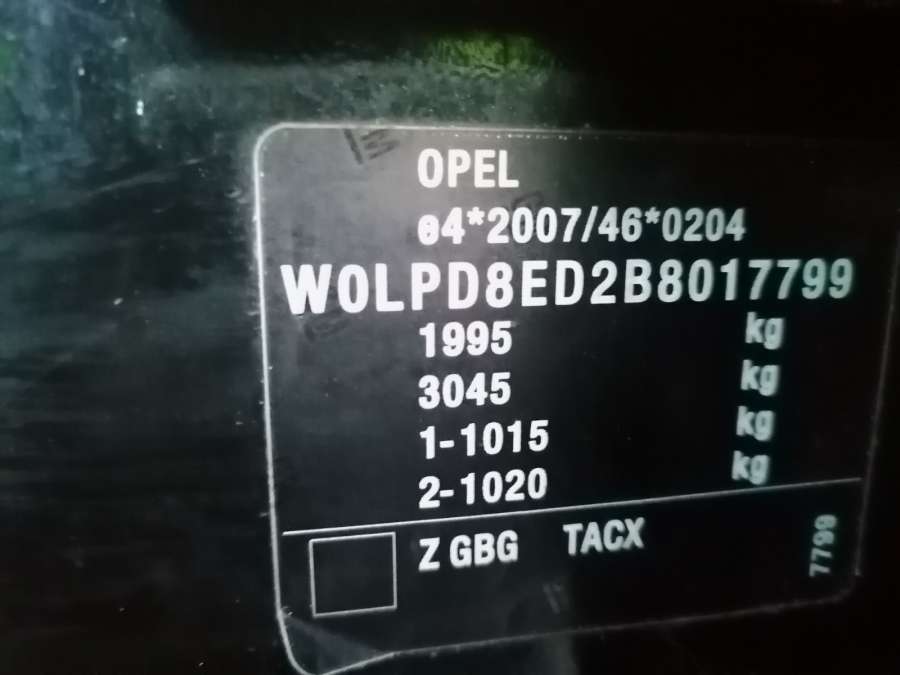 OPEL
e4*2007/46*0204
W0LPD8ED2B8017799
1995 kg
3045 kg
1-1015 kg
2-1020 kg
Z GBG TACX
7799